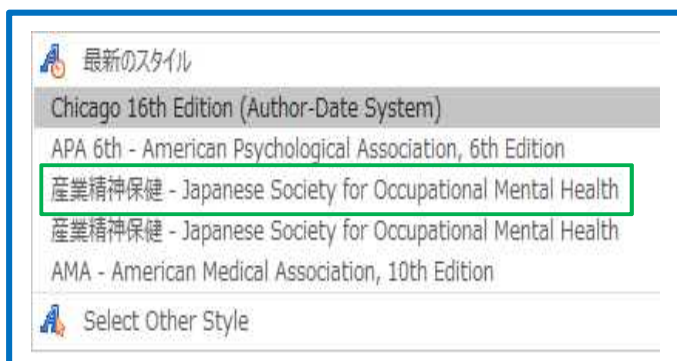 最新のスタイル
Chicago 16th Edition (Author-Date System)
APA 6th - American Psychological Association, 6th Edition
産業精神保健 - Japanese Society for Occupational Mental Health
産業精神保健 - Japanese Society for Occupational Mental Health
AMA - American Medical Association, 10th Edition
Select Other Style